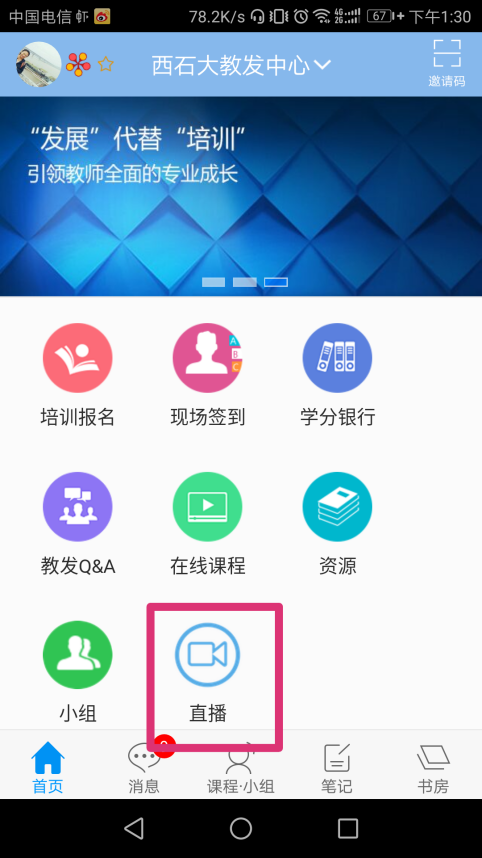 中国电信 虾 78.2K/s 4G 2G 67 下午1:30
西石大教发中心
邀请码
“发展”代替“培训”
引领教师全面的专业成长
A
B
C
培训报名 现场签到 学分银行
教发Q&A 在线课程 资源
小组 直播
首页 消息 课程·小组 笔记 书房